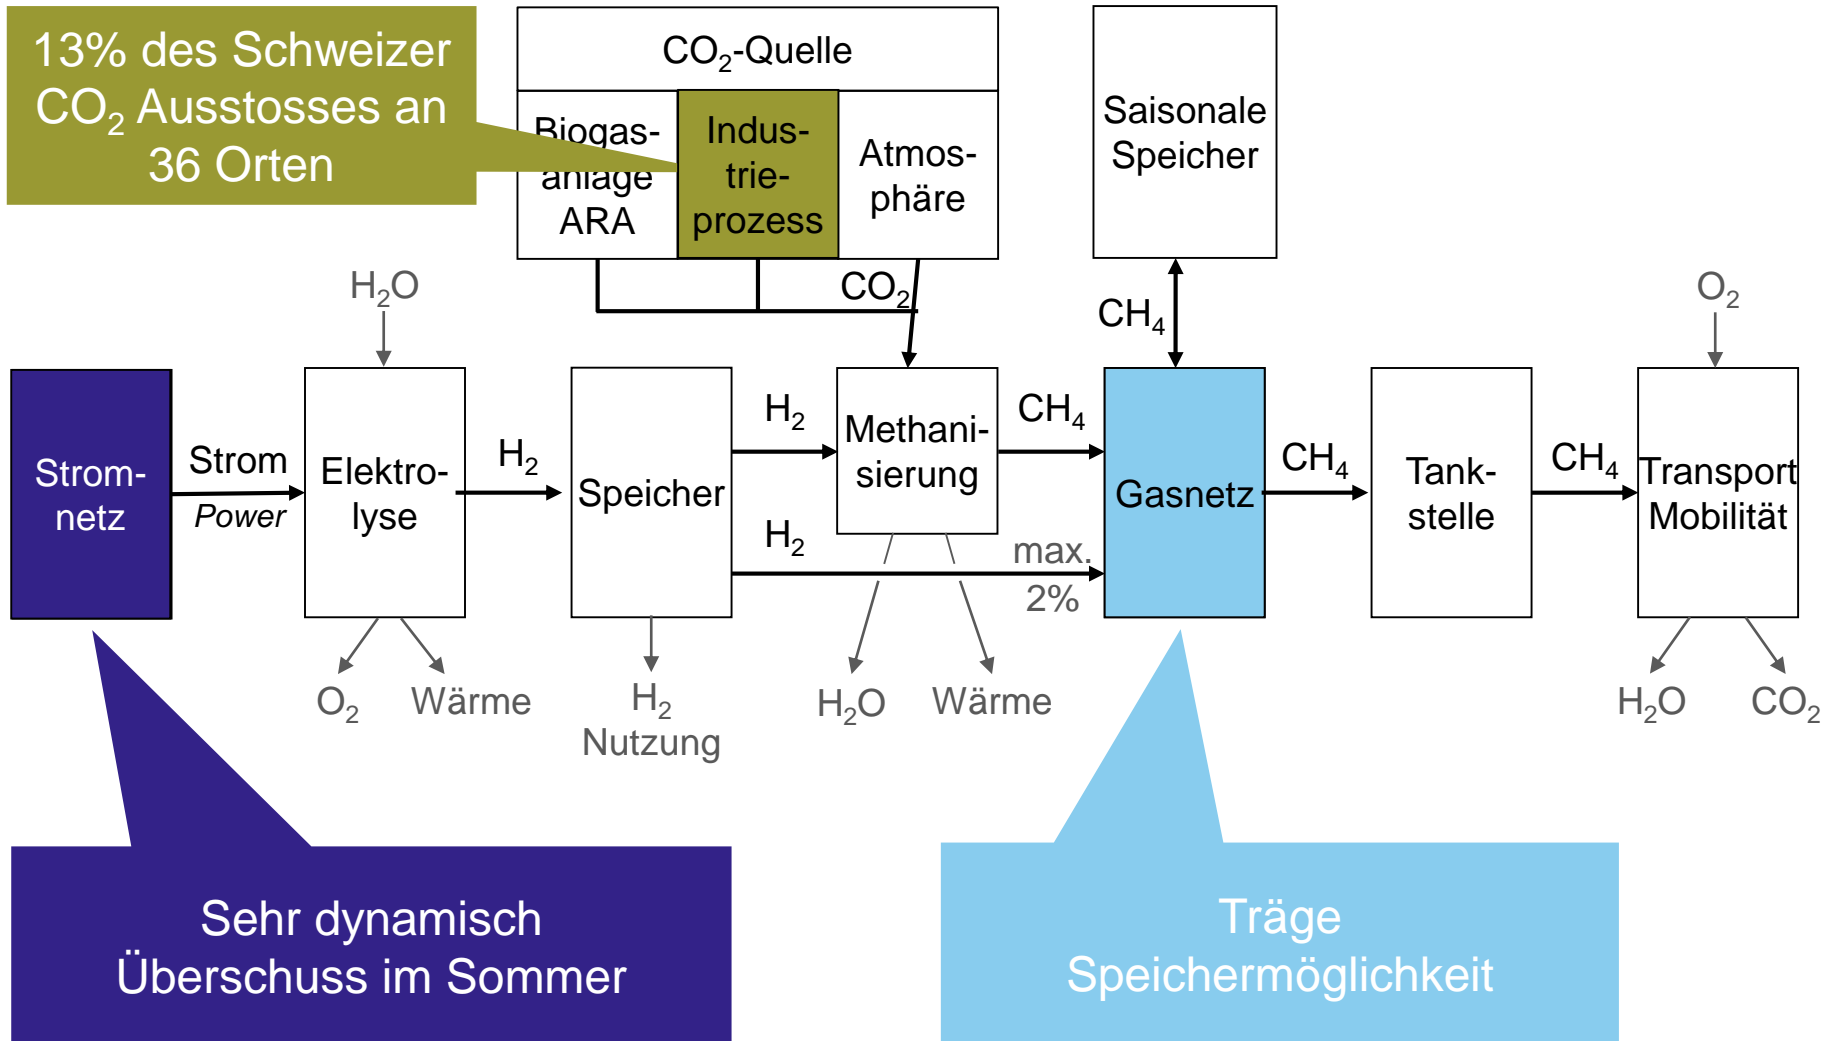 13% des Schweizer
CO₂ Ausstosses an
36 Orten
CO₂-Quelle
Biogas-
anlage
ARA
Indus-
trie-
prozess
Atmos-
phäre
Saisonale
Speicher
H₂O
CO₂
CH₄
O₂
Strom-
netz
Strom
Power
Elektro-
lyse
H₂
Speicher
H₂
H₂
Methani-
sierung
CH₄
max.
2%
Gasnetz
CH₄
Tank-
stelle
CH₄
Transport
Mobilität
O₂
Wärme
H₂
Nutzung
H₂O
Wärme
H₂O
CO₂
Sehr dynamisch
Überschuss im Sommer
Träge
Speichermöglichkeit